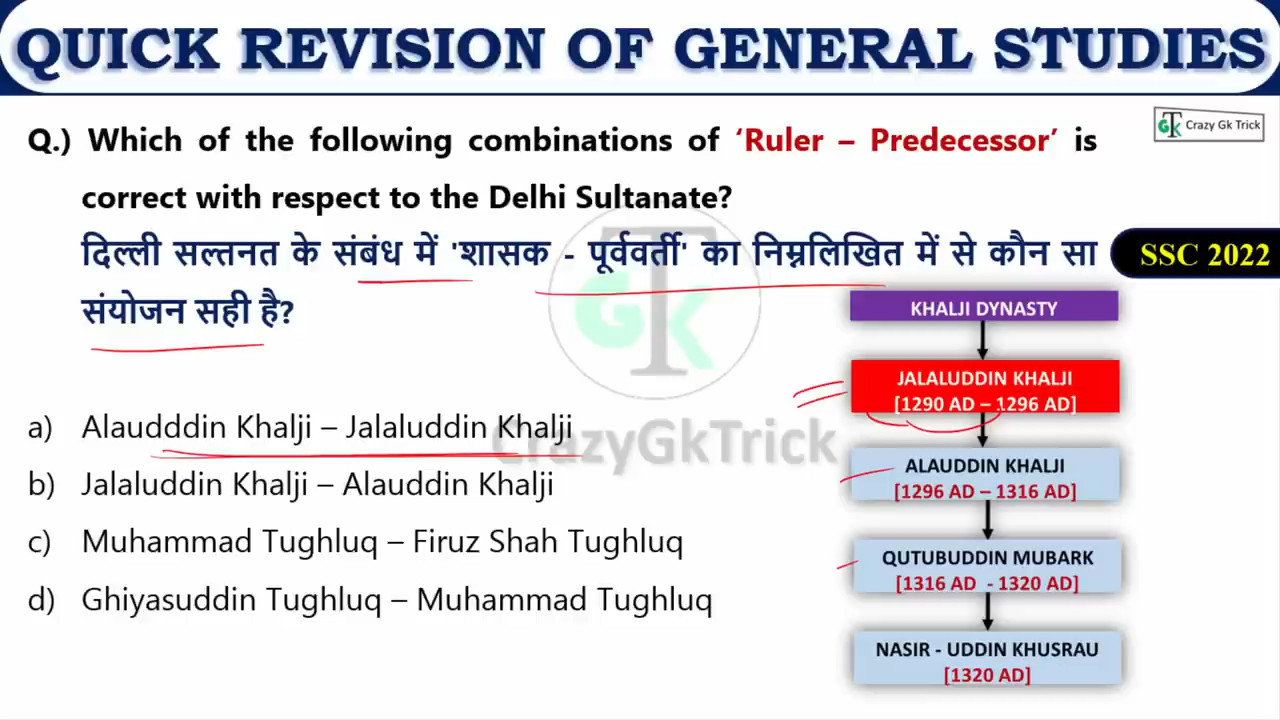 QUICK REVISION OF GENERAL STUDIES
Crazy Gk Trick
Q.) Which of the following combinations of ‘Ruler – Predecessor’ is
correct with respect to the Delhi Sultanate?
दिल्ली सल्तनत के संबंध में 'शासक - पूर्ववर्ती' का निम्नलिखित में से कौन सा
संयोजन सही है?
SSC 2022
a) Alaudddin Khalji – Jalaluddin Khalji
b) Jalaluddin Khalji – Alauddin Khalji
c) Muhammad Tughluq – Firuz Shah Tughluq
d) Ghiyasuddin Tughluq – Muhammad Tughluq
KHALJI DYNASTY
JALALUDDIN KHALJI
[1290 AD – 1296 AD]
ALAUDDIN KHALJI
[1296 AD – 1316 AD]
QUTUBUDDIN MUBARK
[1316 AD - 1320 AD]
NASIR - UDDIN KHUSRAU
[1320 AD]
GTK
CrazyGkTrick